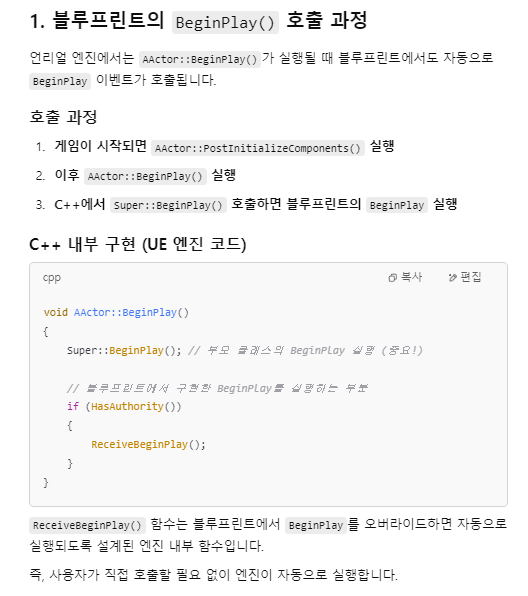 1. 블루프린트의 BeginPlay() 호출 과정
언리얼 엔진에서는 AActor::BeginPlay()가 실행될 때 블루프린트에서도 자동으로
BeginPlay 이벤트가 호출됩니다.
호출 과정
1. 게임이 시작되면 AActor::PostInitializeComponents() 실행
2. 이후 AActor::BeginPlay() 실행
3. C++에서 Super::BeginPlay() 호출하면 블루프린트의 BeginPlay 실행
C++ 내부 구현 (UE 엔진 코드)
cpp 복사 편집
void AActor::BeginPlay()
{
    Super::BeginPlay(); // 부모 클래스의 BeginPlay 실행 (중요!)
    // 블루프린트에서 구현한 BeginPlay를 실행하는 부분
    if (HasAuthority())
    {
        ReceiveBeginPlay();
    }
}
ReceiveBeginPlay() 함수는 블루프린트에서 BeginPlay를 오버라이드하면 자동으로
실행되도록 설계된 엔진 내부 함수입니다.
즉, 사용자가 직접 호출할 필요 없이 엔진이 자동으로 실행합니다.